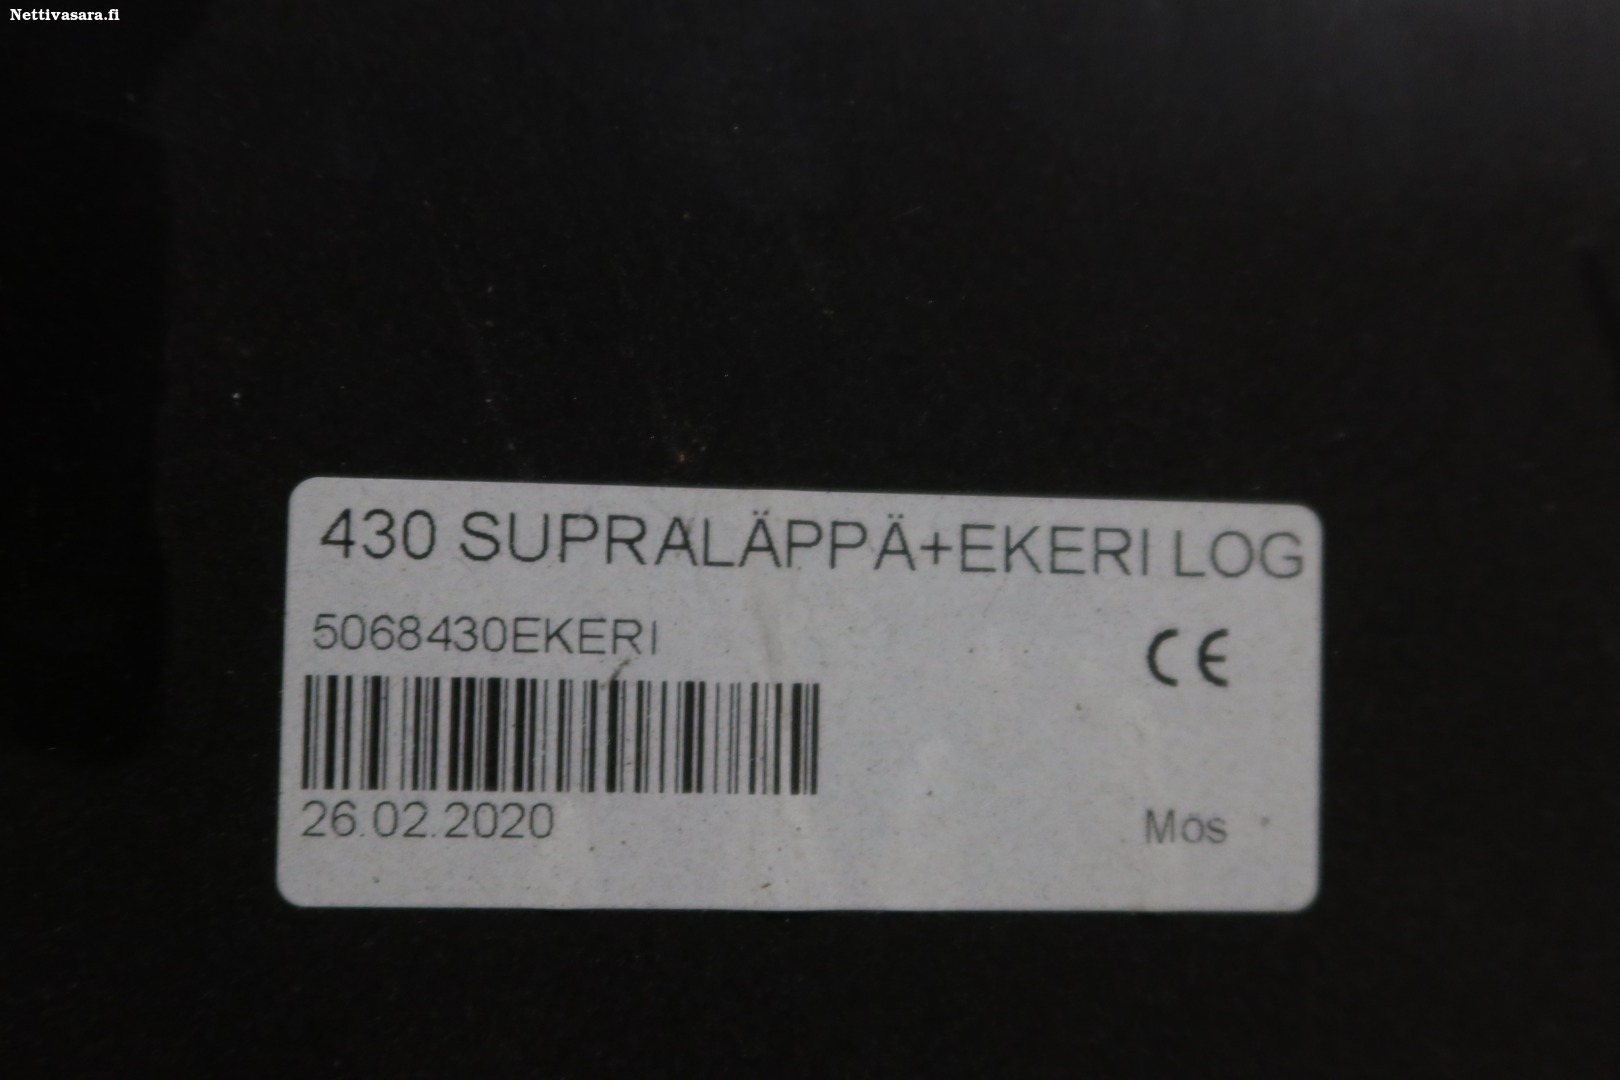 Nettivasara.fi
430 SUPRALÄPPÄ+EKERI LOG
5068430EKERI
CE
26.02.2020
Mos